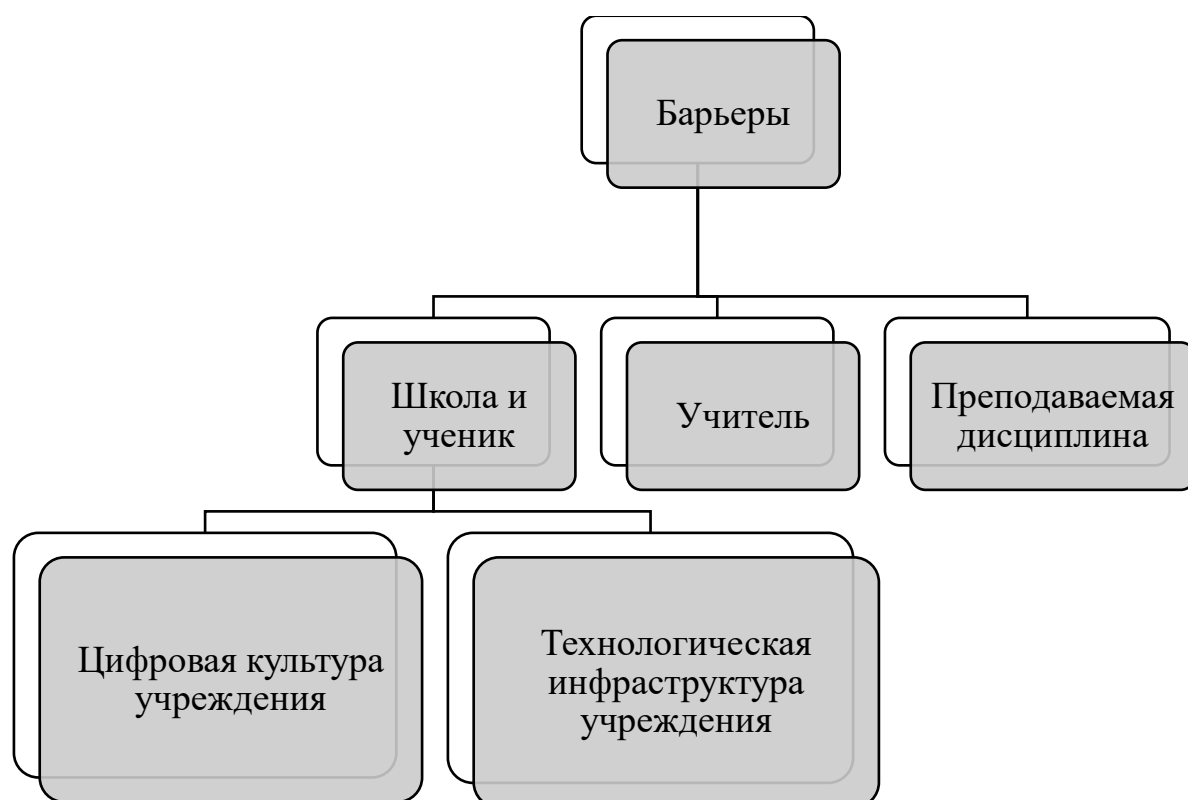 Барьеры
Школа и
ученик
Учитель
Преподаваемая
дисциплина
Цифровая культура
учреждения
Технологическая
инфраструктура
учреждения